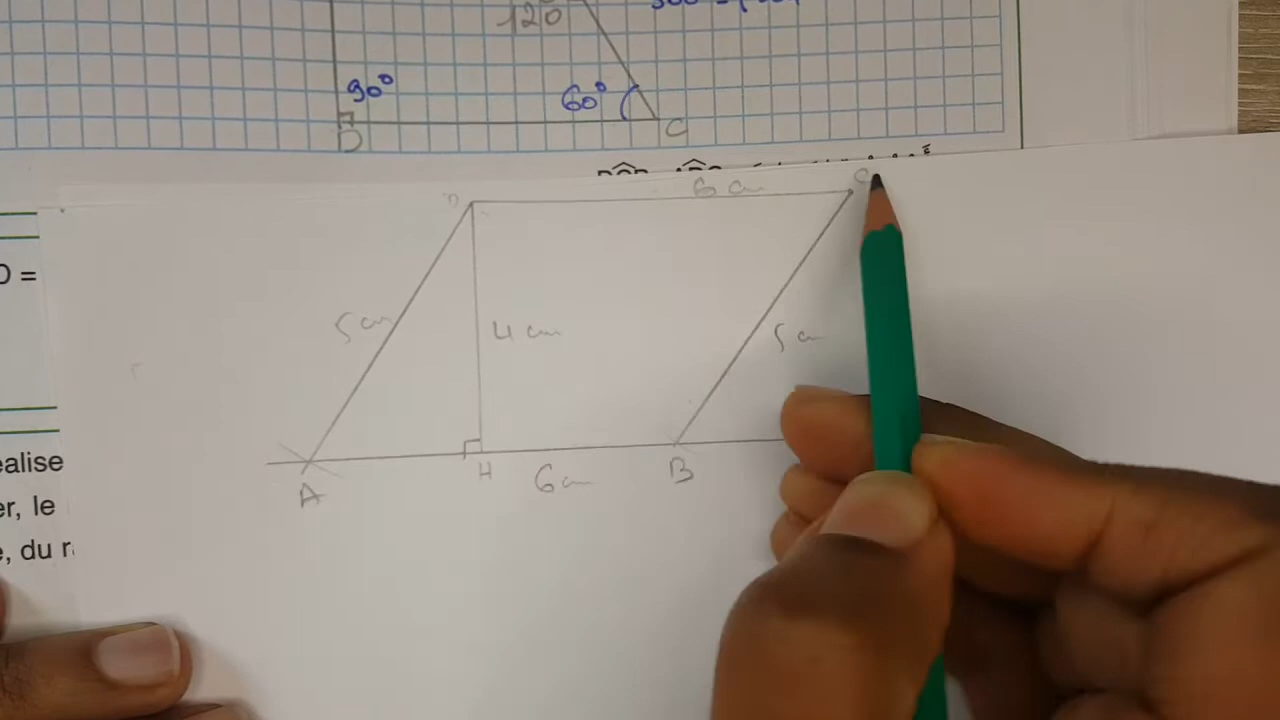 120
90°
60°
D
C
D
6 cm
C
5 cm
4 cm
5 cm
A
H
6 cm
B
D =
ealise
er, le
e, du r